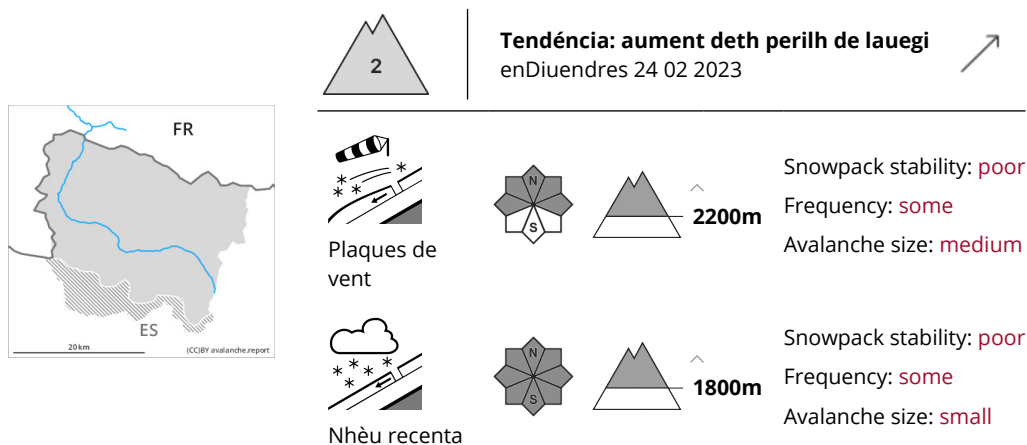 2
Tendéncia: aument deth perilh de lauegi
enDiuendres 24 02 2023
FR
ES
20 km
(CC)BY avalanche.report
N
S
2200m
Plaques de
vent
Snowpack stability: poor
Frequency: some
Avalanche size: medium
N
S
1800m
Nhèu recenta
Snowpack stability: poor
Frequency: some
Avalanche size: small